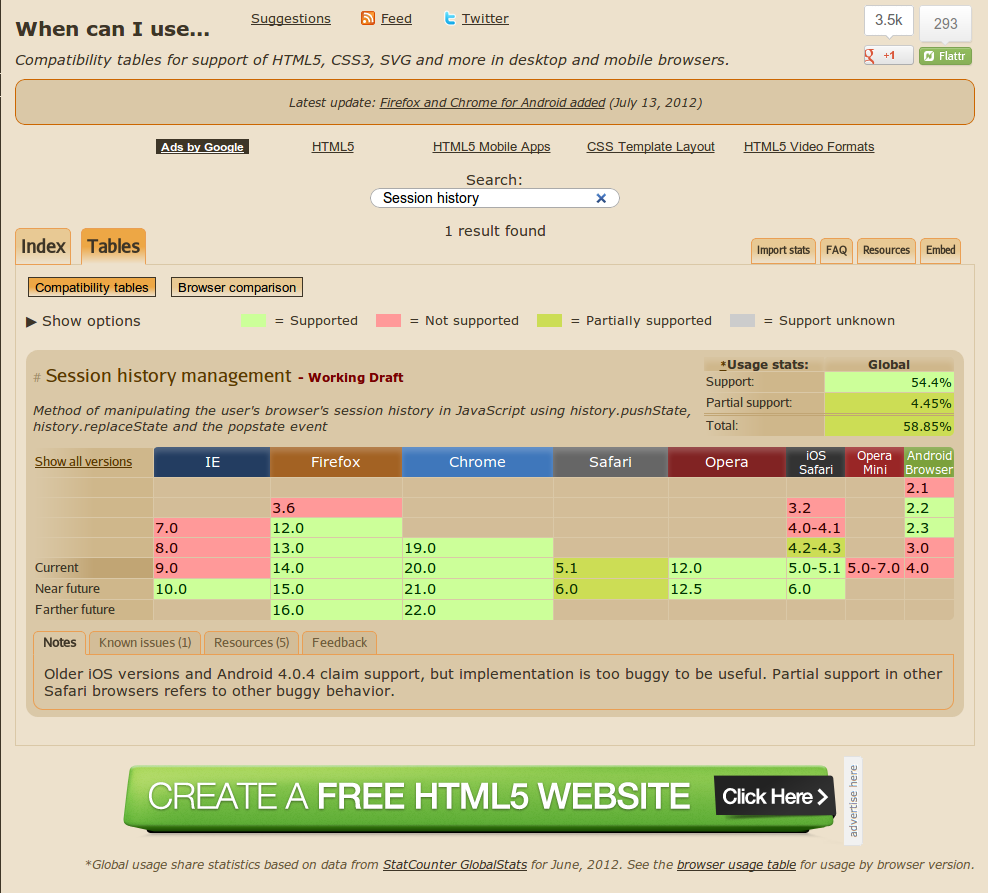 When can I use...
Suggestions Feed Twitter
3.5k 293
+1 Flattr
Compatibility tables for support of HTML5, CSS3, SVG and more in desktop and mobile browsers.
Latest update: Firefox and Chrome for Android added (July 13, 2012)
Ads by Google HTML5 HTML5 Mobile Apps CSS Template Layout HTML5 Video Formats
Search:
Session history ×
1 result found
Index Tables
Import stats FAQ Resources Embed
Compatibility tables Browser comparison
▶ Show options = Supported = Not supported = Partially supported = Support unknown
# Session history management - Working Draft
*Usage stats: Global
Support: 54.4%
Partial support: 4.45%
Total: 58.85%
Method of manipulating the user's browser's session history in JavaScript using history.pushState,
history.replaceState and the popstate event
Show all versions IE Firefox Chrome Safari Opera iOS Safari Opera Mini Android Browser
2.1
3.6 3.2 2.2
7.0 12.0 4.0-4.1 2.3
8.0 13.0 19.0 4.2-4.3 3.0
Current 9.0 14.0 20.0 5.1 12.0 5.0-5.1 5.0-7.0 4.0
Near future 10.0 15.0 21.0 6.0 12.5 6.0
Farther future 16.0 22.0
Notes Known issues (1) Resources (5) Feedback
Older iOS versions and Android 4.0.4 claim support, but implementation is too buggy to be useful. Partial support in other
Safari browsers refers to other buggy behavior.
CREATE A FREE HTML5 WEBSITE Click Here >
advertise here
*Global usage share statistics based on data from StatCounter GlobalStats for June, 2012. See the browser usage table for usage by browser version.